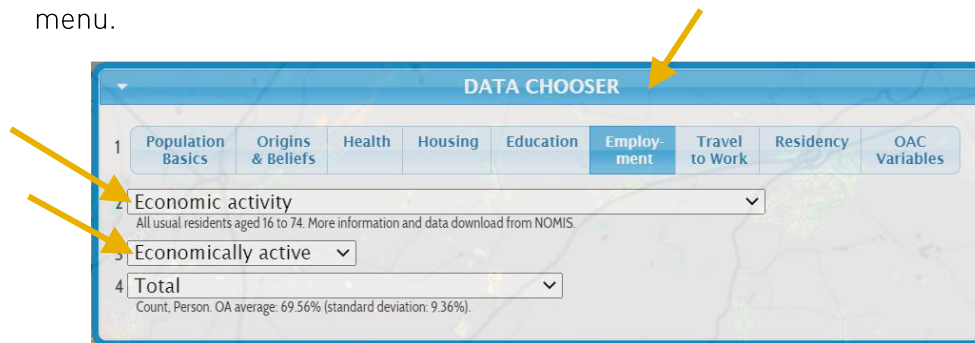 menu.
DATA CHOOSER
1 Population Basics Origins & Beliefs Health Housing Education Employ-ment Travel to Work Residency OAC Variables
2 Economic activity
All usual residents aged 16 to 74. More information and data download from NOMIS.
3 Economically active
4 Total
Count, Person. OA average: 69.56% (standard deviation: 9.36%).